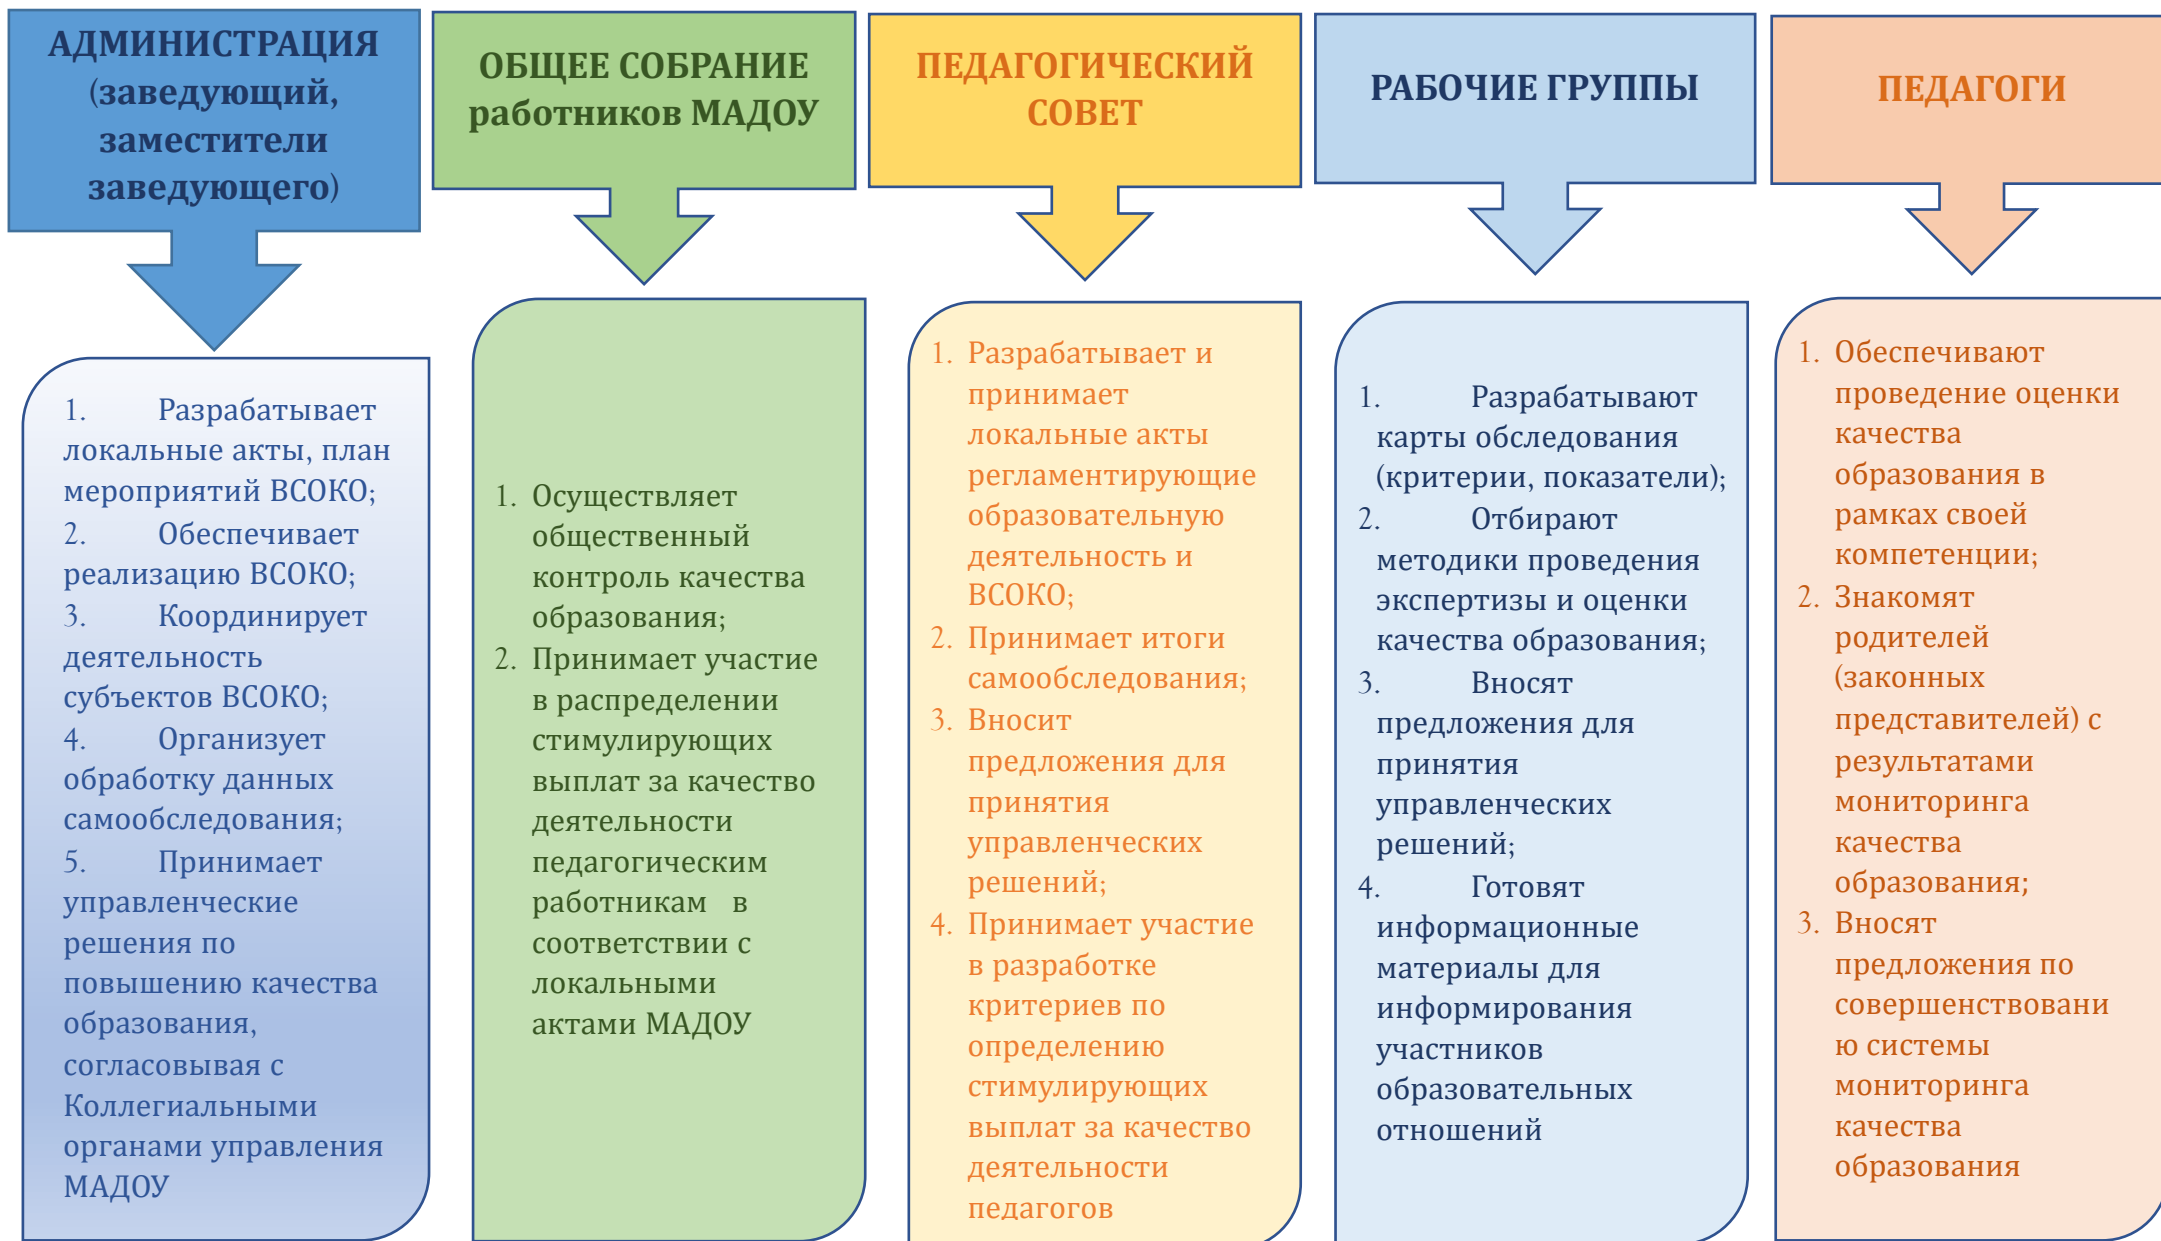 АДМИНИСТРАЦИЯ
(заведующий,
заместители
заведующего)
1. Разрабатывает
локальные акты, план
мероприятий ВСОКО;
2. Обеспечивает
реализацию ВСОКО;
3. Координирует
деятельность
субъектов ВСОКО;
4. Организует
обработку данных
самообследования;
5. Принимает
управленческие
решения по
повышению качества
образования,
согласовывая с
Коллегиальными
органами управления
МАДОУ
ОБЩЕЕ СОБРАНИЕ
работников МАДОУ
1. Осуществляет
общественный
контроль качества
образования;
2. Принимает участие
в распределении
стимулирующих
выплат за качество
деятельности
педагогическим
работникам в
соответствии с
локальными
актами МАДОУ
ПЕДАГОГИЧЕСКИЙ
СОВЕТ
1. Разрабатывает и
принимает
локальные акты
регламентирующие
образовательную
деятельность и
ВСОКО;
2. Принимает итоги
самообследования;
3. Вносит
предложения для
принятия
управленческих
решений;
4. Принимает участие
в разработке
критериев по
определению
стимулирующих
выплат за качество
деятельности
педагогов
РАБОЧИЕ ГРУППЫ
1. Разрабатывают
карты обследования
(критерии, показатели);
2. Отбирают
методики проведения
экспертизы и оценки
качества образования;
3. Вносят
предложения для
принятия
управленческих
решений;
4. Готовят
информационные
материалы для
информирования
участников
образовательных
отношений
ПЕДАГОГИ
1. Обеспечивают
проведение оценки
качества
образования в
рамках своей
компетенции;
2. Знакомят
родителей
(законных
представителей) с
результатами
мониторинга
качества
образования;
3. Вносят
предложения по
совершенствовани
ю системы
мониторинга
качества
образования